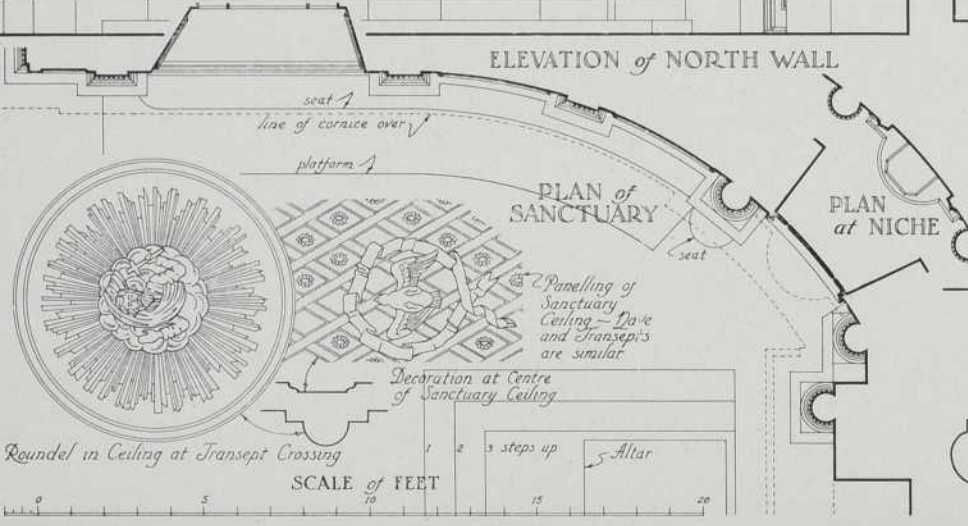 ELEVATION of NORTH WALL
seat
line of cornice over
platform
PLAN of
SANCTUARY
PLAN
at NICHE
seat
Panelling of
Sanctuary
Ceiling - Nave
and Transepts
are similar
Decoration at Centre
of Sanctuary Ceiling
Roundel in Ceiling at Transept Crossing
1 2 3 steps up
Altar
SCALE of FEET
0 5 10 15 20